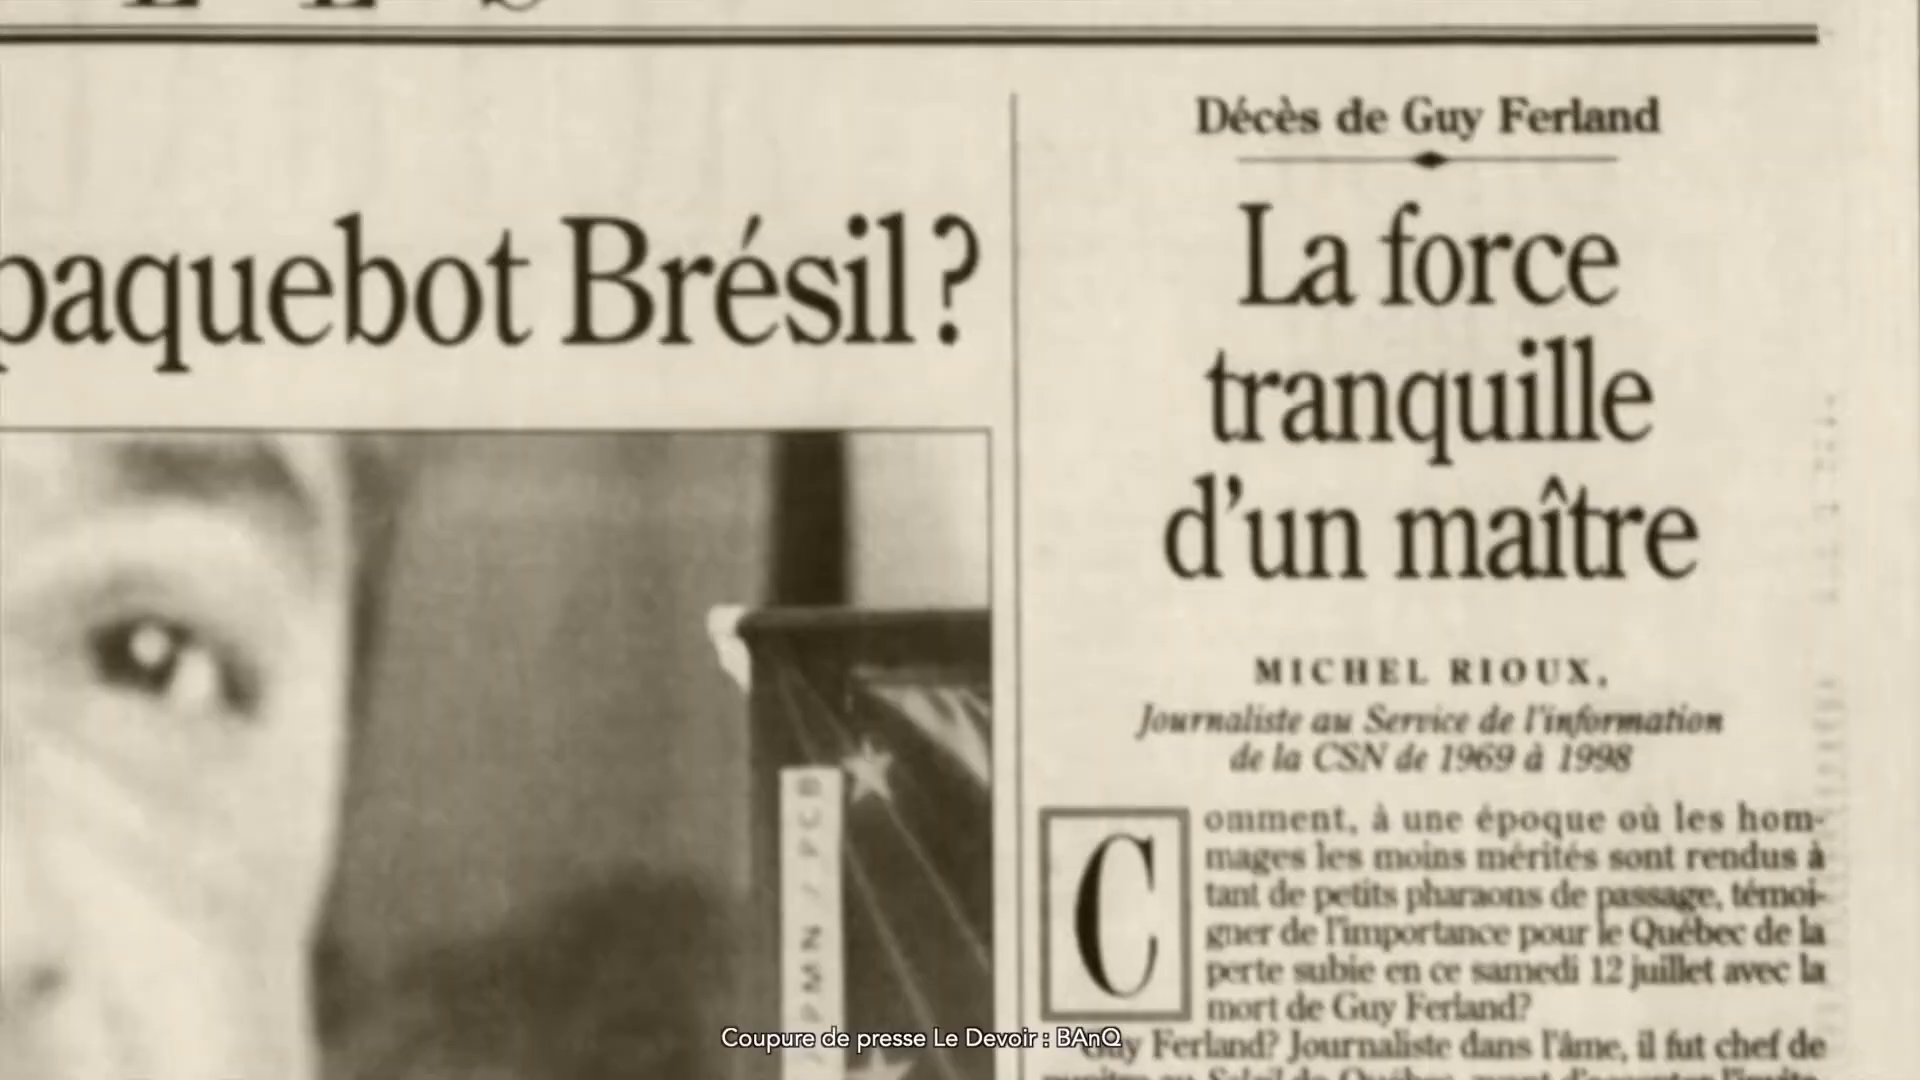 paquebot Brésil?
PMN / PCB
Décès de Guy Ferland
La force
tranquille
d'un maître
MICHEL RIOUX,
Journaliste au Service de l'information
de la CSN de 1969 à 1998
Comment, à une époque où les hom-
mages les moins mérités sont rendus à
tant de petits pharaons de passage, témoi-
gner de l'importance pour le Québec de la
perte subie en ce samedi 12 juillet avec la
mort de Guy Ferland?
Guy Ferland? Journaliste dans l'âme, il fut chef de
Coupure de presse Le Devoir : BAnQ